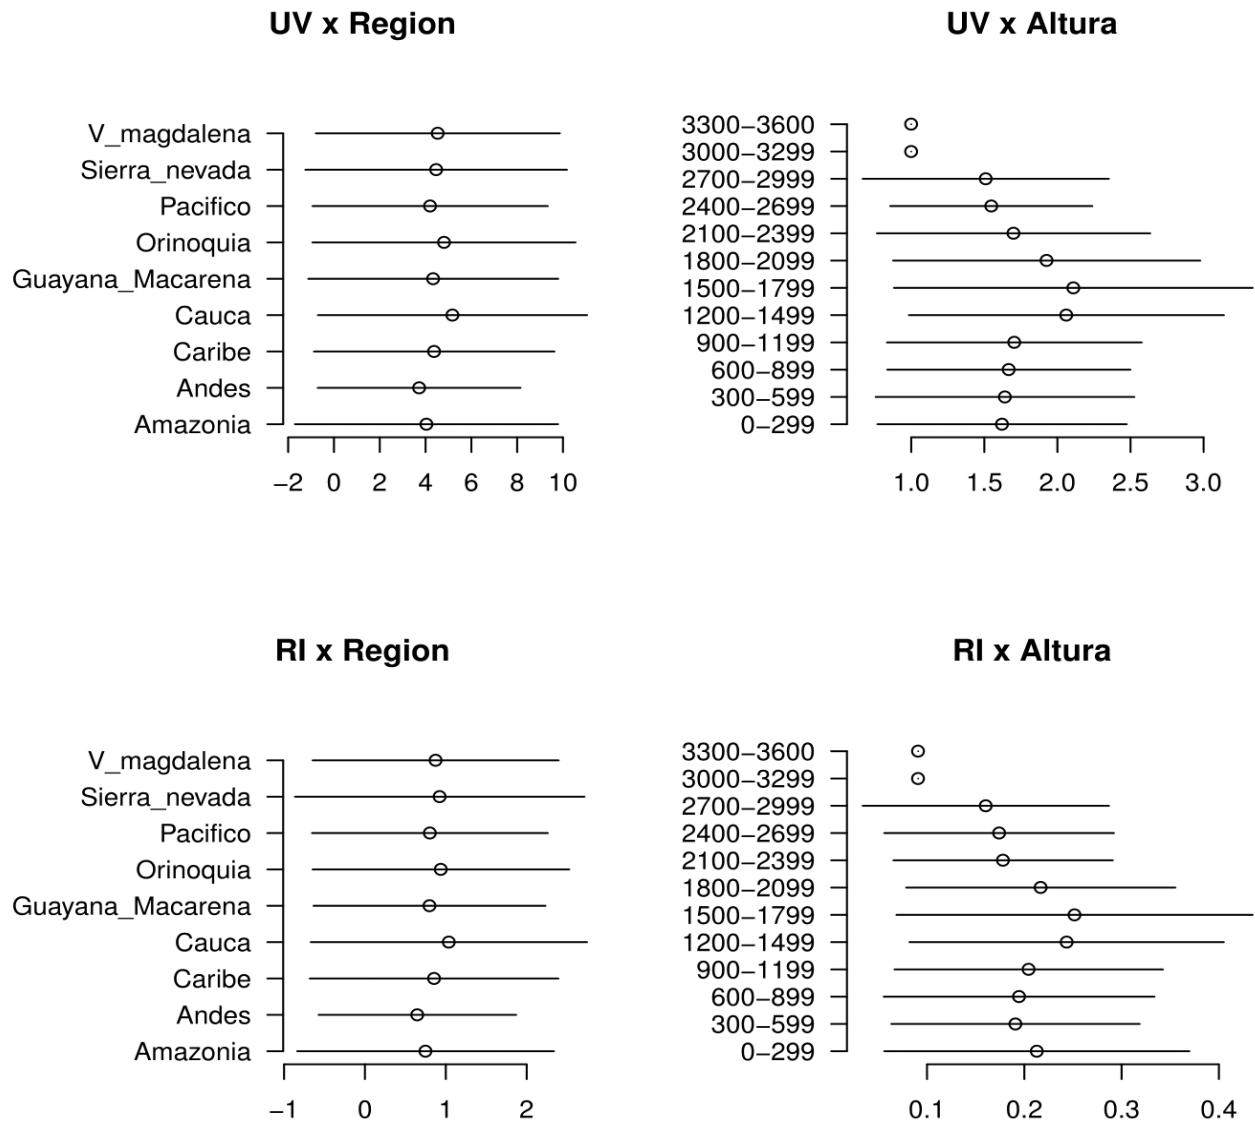 UV x Region
V_magdalena
Sierra_nevada
Pacifico
Orinoquia
Guayana_Macarena
Cauca
Caribe
Andes
Amazonia
−2 0 2 4 6 8 10
UV x Altura
3300−3600
3000−3299
2700−2999
2400−2699
2100−2399
1800−2099
1500−1799
1200−1499
900−1199
600−899
300−599
0−299
1.0 1.5 2.0 2.5 3.0
RI x Region
V_magdalena
Sierra_nevada
Pacifico
Orinoquia
Guayana_Macarena
Cauca
Caribe
Andes
Amazonia
−1 0 1 2
RI x Altura
3300−3600
3000−3299
2700−2999
2400−2699
2100−2399
1800−2099
1500−1799
1200−1499
900−1199
600−899
300−599
0−299
0.1 0.2 0.3 0.4